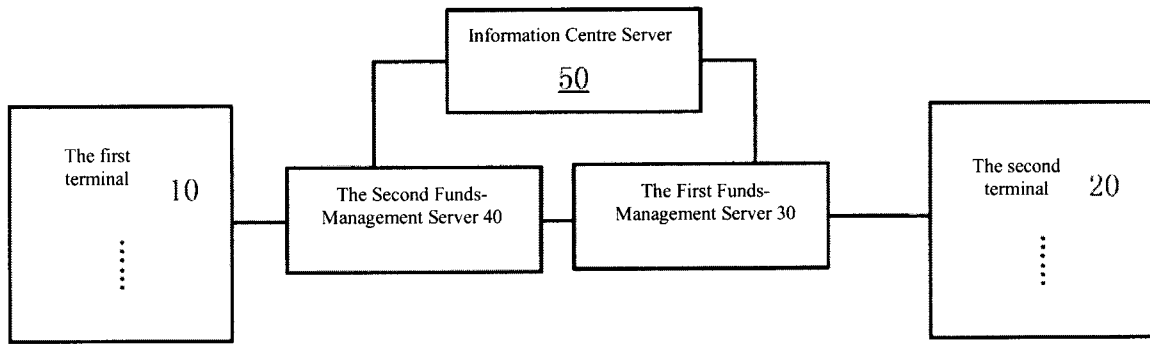 Information Centre Server
50
The first
terminal 10
The Second Funds-
Management Server 40
The First Funds-
Management Server 30
The second
terminal 20